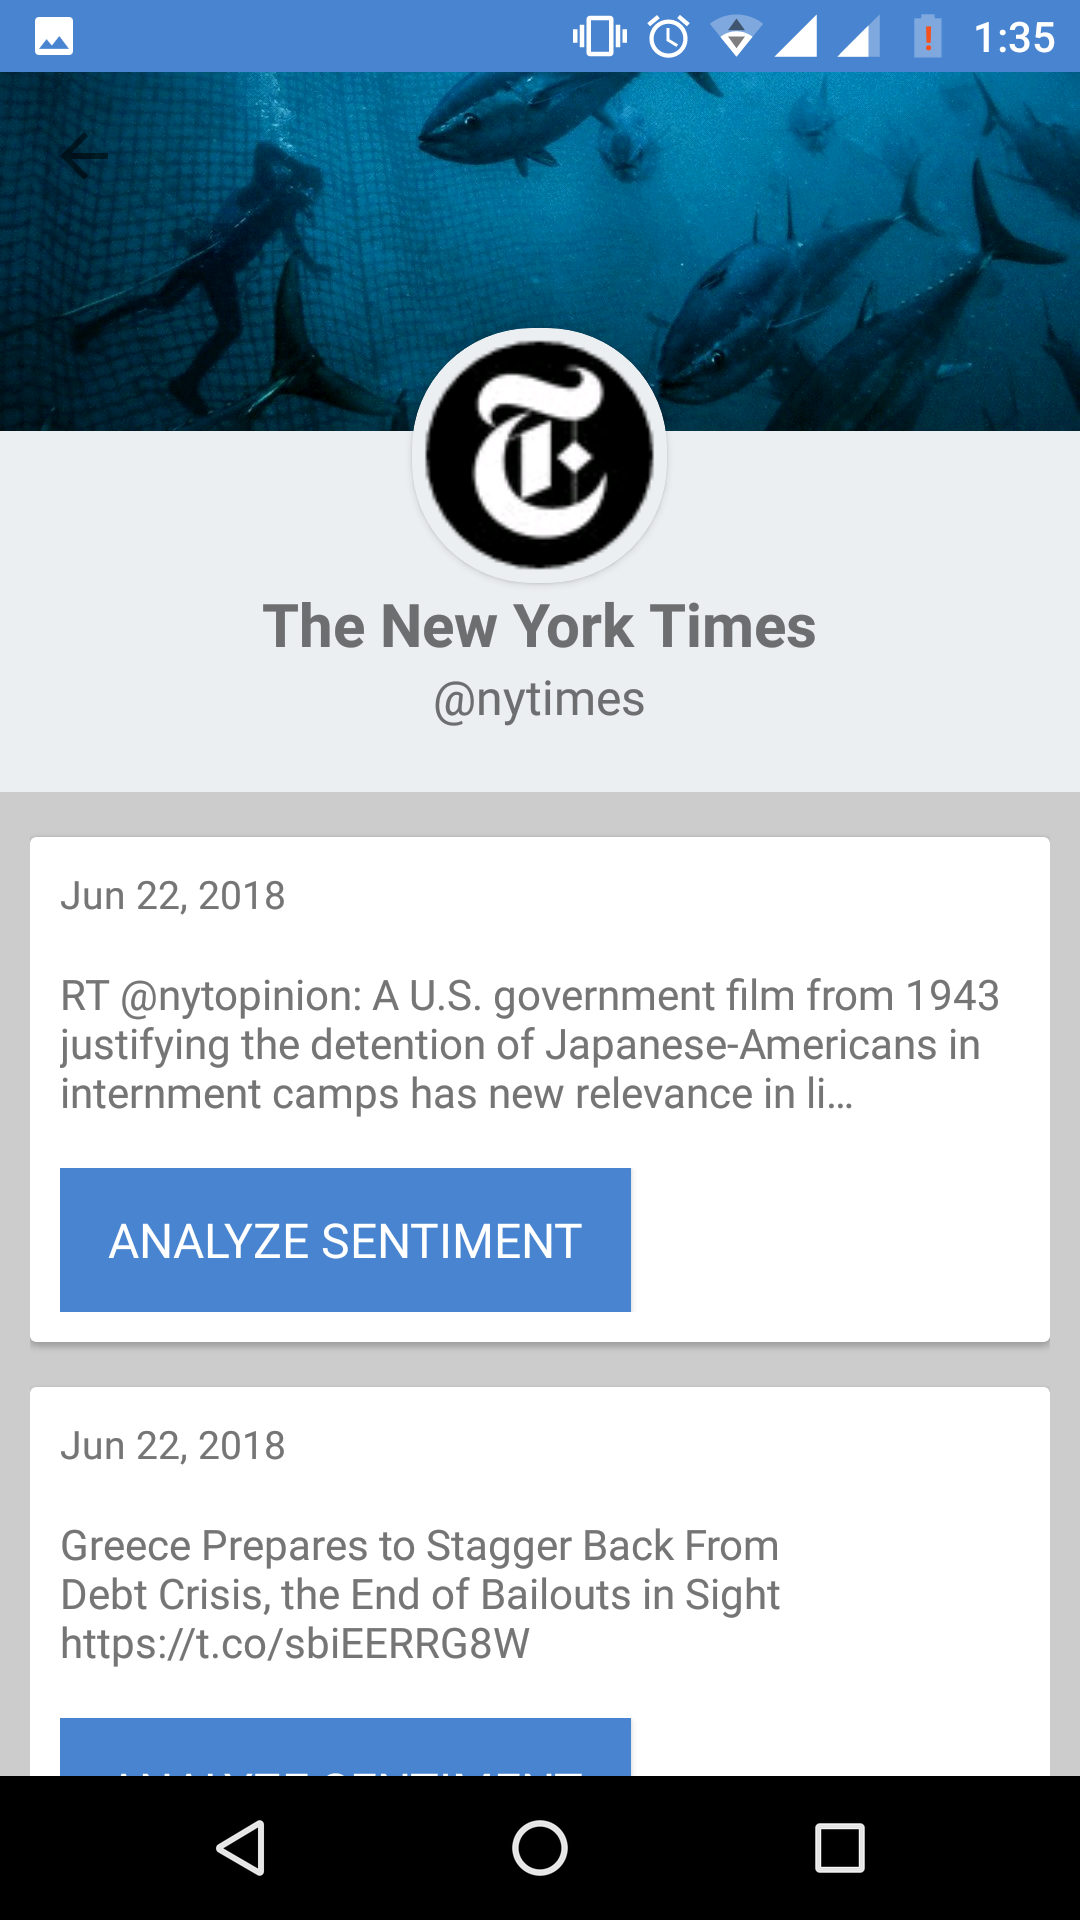 1:35
The New York Times
@nytimes
Jun 22, 2018
RT @nytopinion: A U.S. government film from 1943
justifying the detention of Japanese-Americans in
internment camps has new relevance in li…
ANALYZE SENTIMENT
Jun 22, 2018
Greece Prepares to Stagger Back From
Debt Crisis, the End of Bailouts in Sight
https://t.co/sbiEERRG8W
ANALYZE SENTIMENT